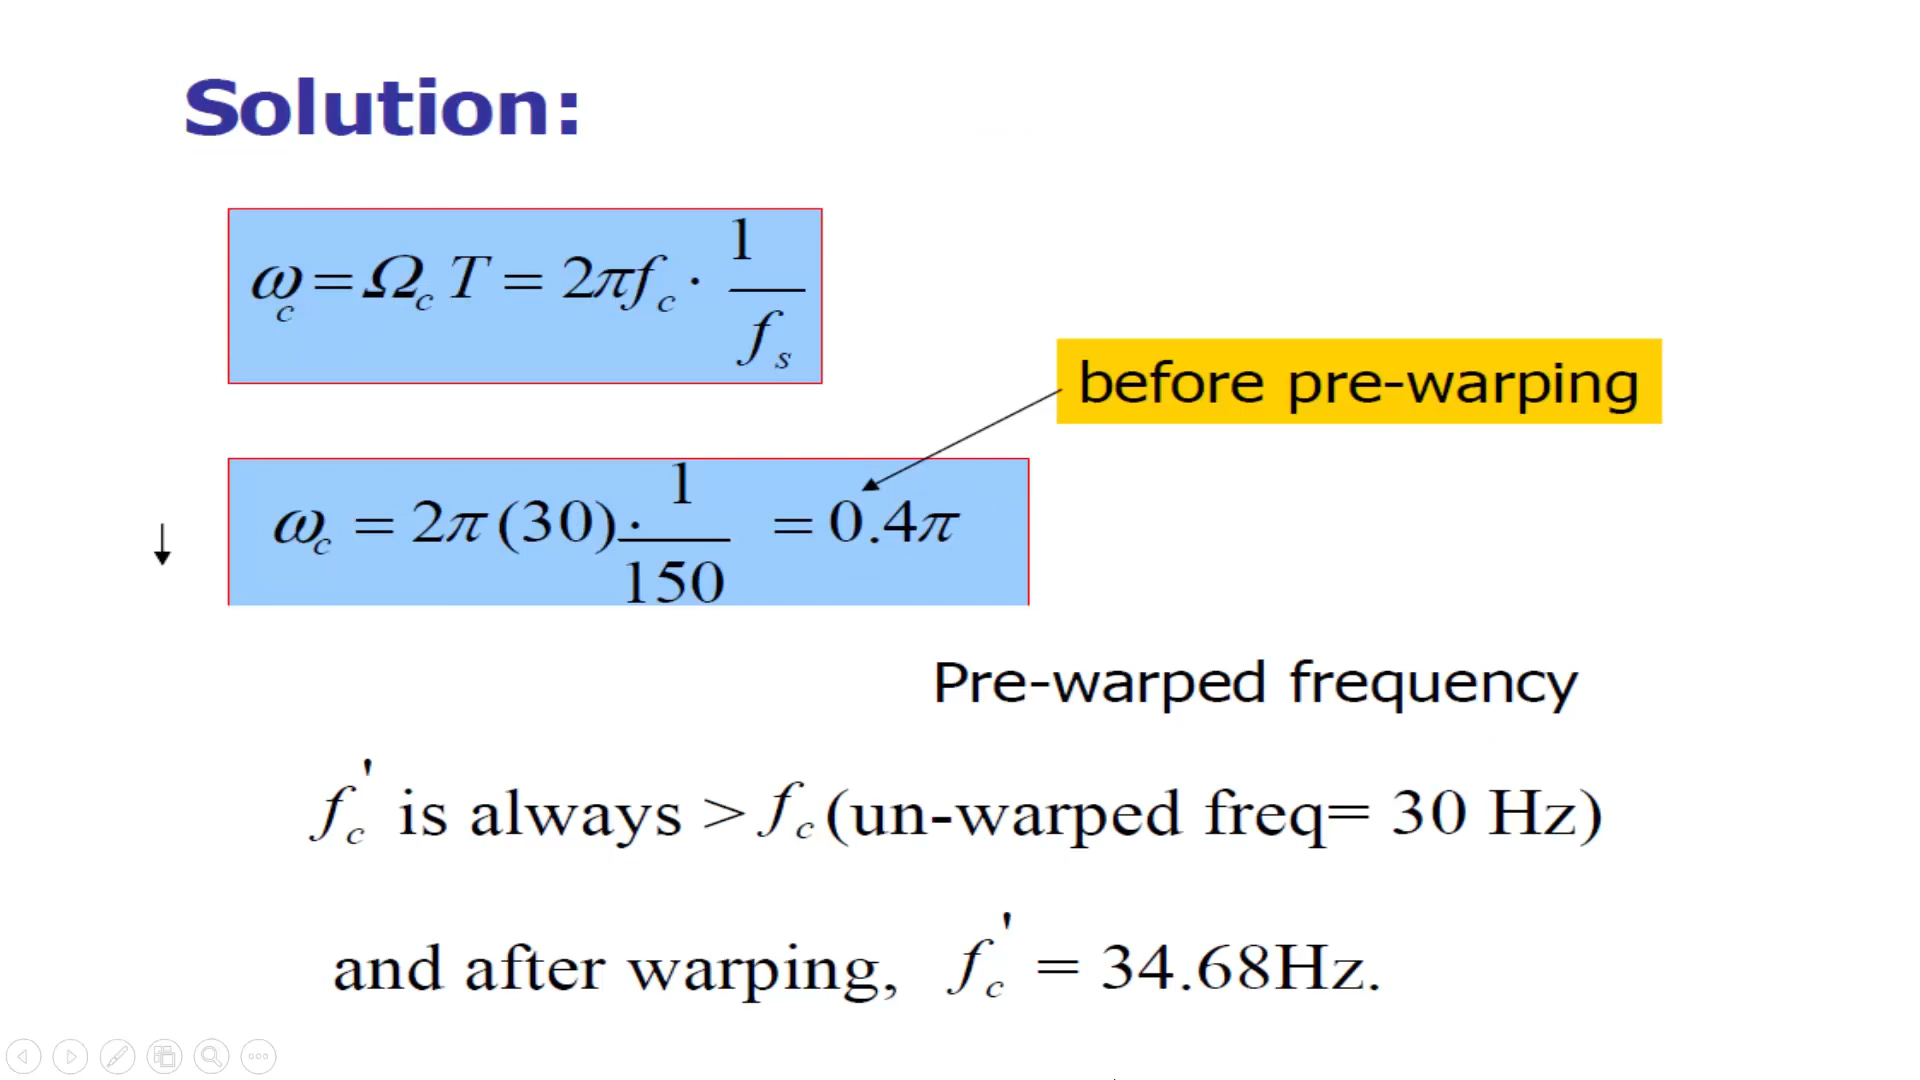 Solution:
ω_c = Ω_c T = 2πf_c · 1/f_s
before pre-warping
ω_c = 2π(30) · 1/150 = 0.4π
Pre-warped frequency
f_c' is always > f_c (un-warped freq= 30 Hz)
and after warping, f_c' = 34.68Hz.